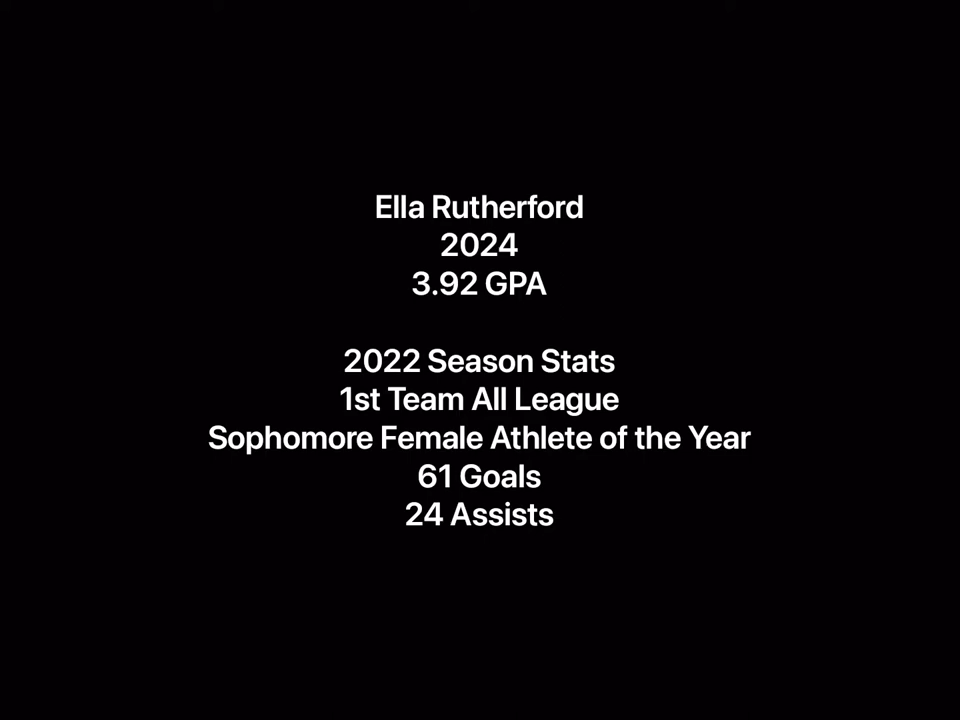 Ella Rutherford
2024
3.92 GPA
2022 Season Stats
1st Team All League
Sophomore Female Athlete of the Year
61 Goals
24 Assists